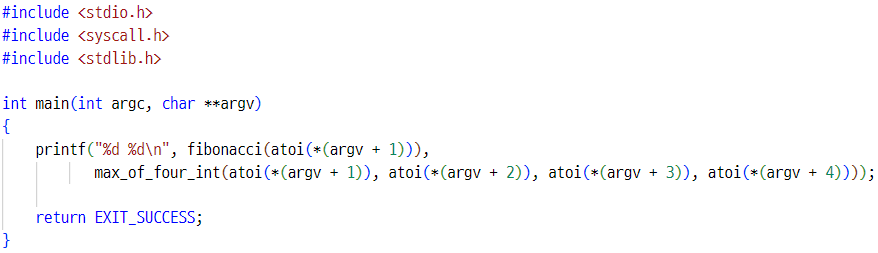 #include <stdio.h>
#include <syscall.h>
#include <stdlib.h>

int main(int argc, char **argv)
{
    printf("%d %d\n", fibonacci(atoi(*(argv + 1))),
           max_of_four_int(atoi(*(argv + 1)), atoi(*(argv + 2)), atoi(*(argv + 3)), atoi(*(argv + 4))));

    return EXIT_SUCCESS;
}